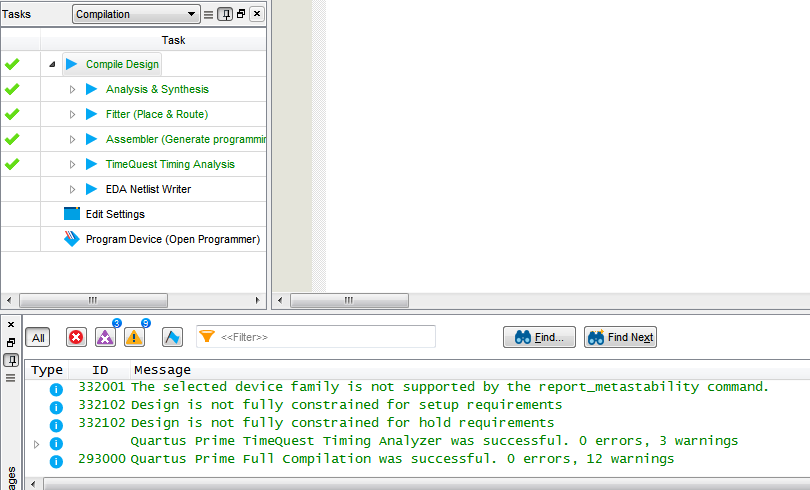 Tasks Compilation
Task
Compile Design
Analysis & Synthesis
Fitter (Place & Route)
Assembler (Generate programmin
TimeQuest Timing Analysis
EDA Netlist Writer
Edit Settings
Program Device (Open Programmer)
All 3 9 <<Filter>> Find... Find Next
Type ID Message
332001 The selected device family is not supported by the report_metastability command.
332102 Design is not fully constrained for setup requirements
332102 Design is not fully constrained for hold requirements
Quartus Prime TimeQuest Timing Analyzer was successful. 0 errors, 3 warnings
293000 Quartus Prime Full Compilation was successful. 0 errors, 12 warnings
ages